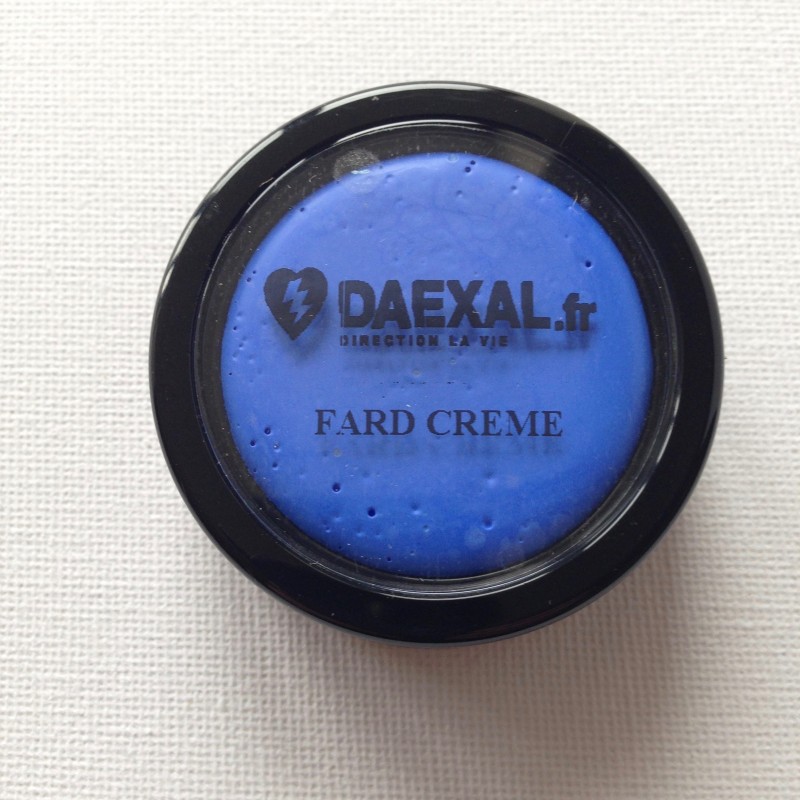 DAEXAL.fr
DIRECTION LA VIE
FARD CREME